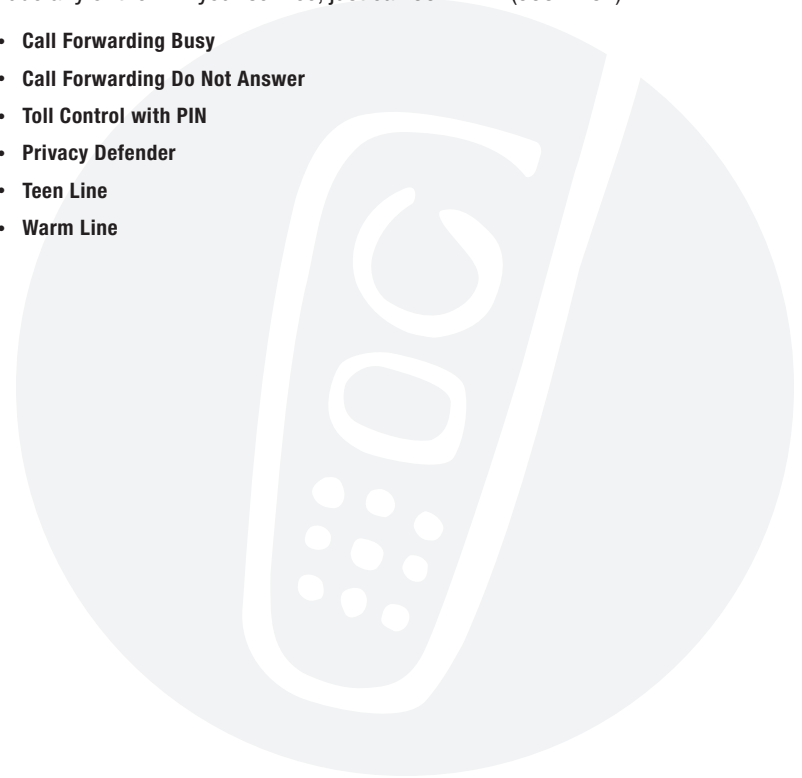 • Call Forwarding Busy
• Call Forwarding Do Not Answer
• Toll Control with PIN
• Privacy Defender
• Teen Line
• Warm Line